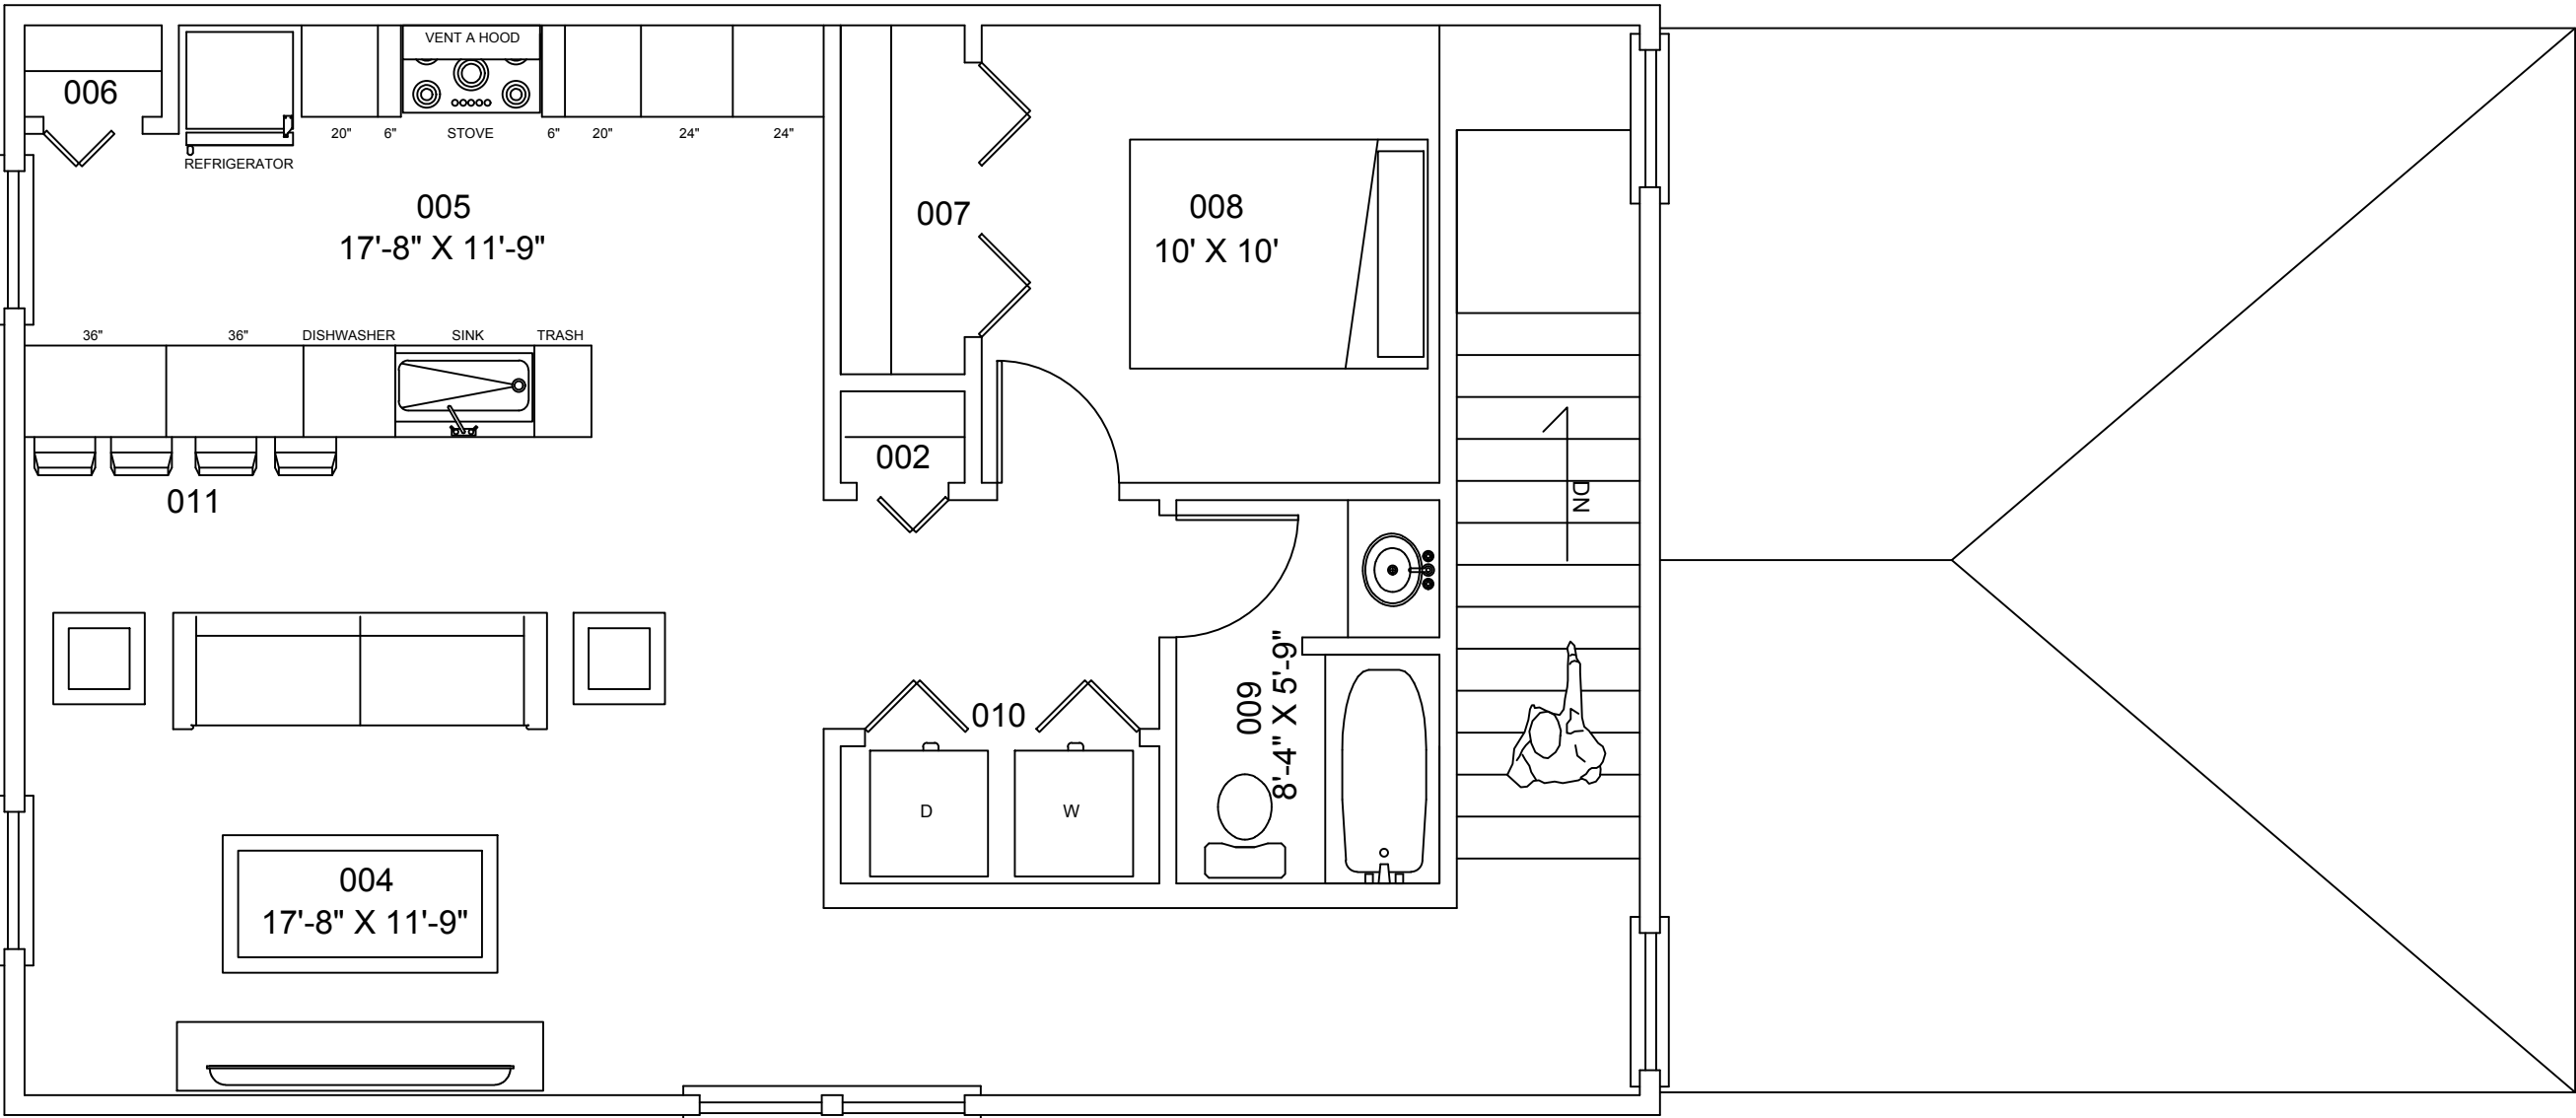 VENT A HOOD
006
20" 6" STOVE 6" 20" 24" 24"
REFRIGERATOR
005
17'-8" X 11'-9"
007
008
10' X 10'
36" 36" DISHWASHER SINK TRASH
002
011
DN
009
8'-4" X 5'-9"
010
D W
004
17'-8" X 11'-9"